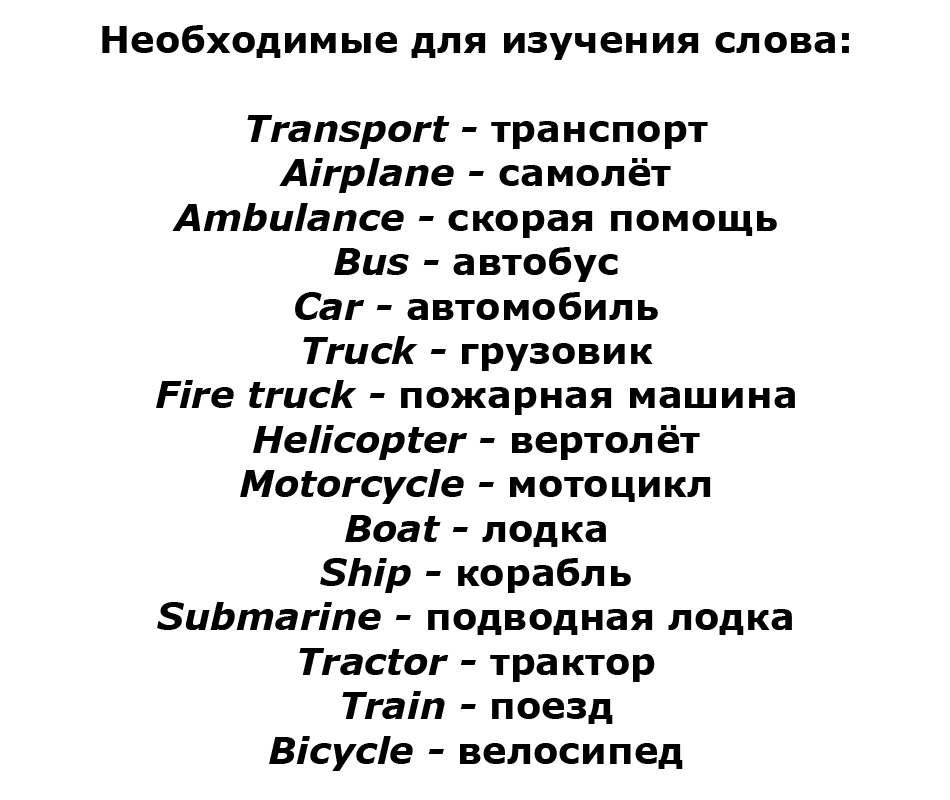 Необходимые для изучения слова:
Transport - транспорт
Airplane - самолёт
Ambulance - скорая помощь
Bus - автобус
Car - автомобиль
Truck - грузовик
Fire truck - пожарная машина
Helicopter - вертолёт
Motorcycle - мотоцикл
Boat - лодка
Ship - корабль
Submarine - подводная лодка
Tractor - трактор
Train - поезд
Bicycle - велосипед